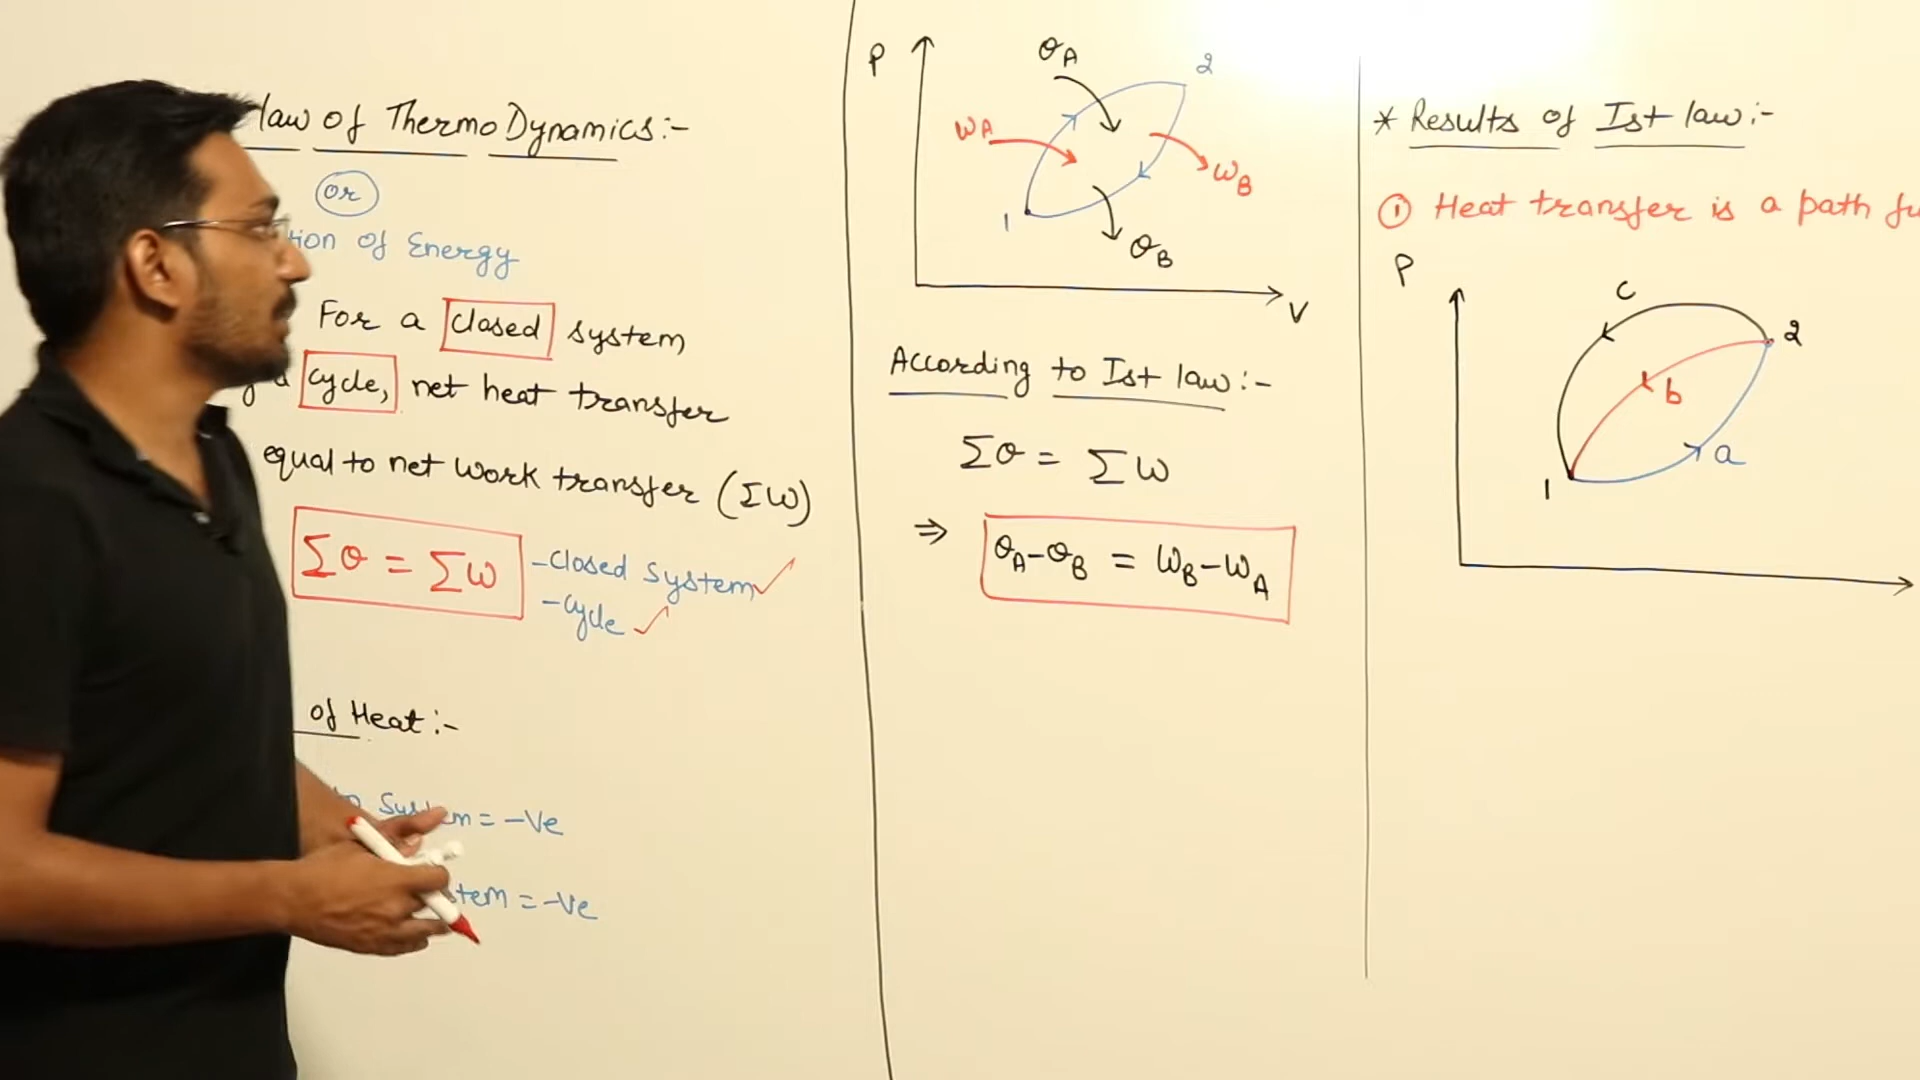 law of ThermoDynamics:-
or
tion of Energy
For a closed system
a cycle, net heat transfer
equal to net work transfer (ΣW)
ΣQ = ΣW
-Closed System ✓
-Cycle ✓
of Heat:-
to System = -Ve
stem = -Ve
P
QA
2
WA
WB
1
QB
V
According to Ist law:-
ΣQ = ΣW
⇒ QA-QB = WB-WA
* Results of Ist law:-
① Heat transfer is a path fu
P
c
2
b
a
1